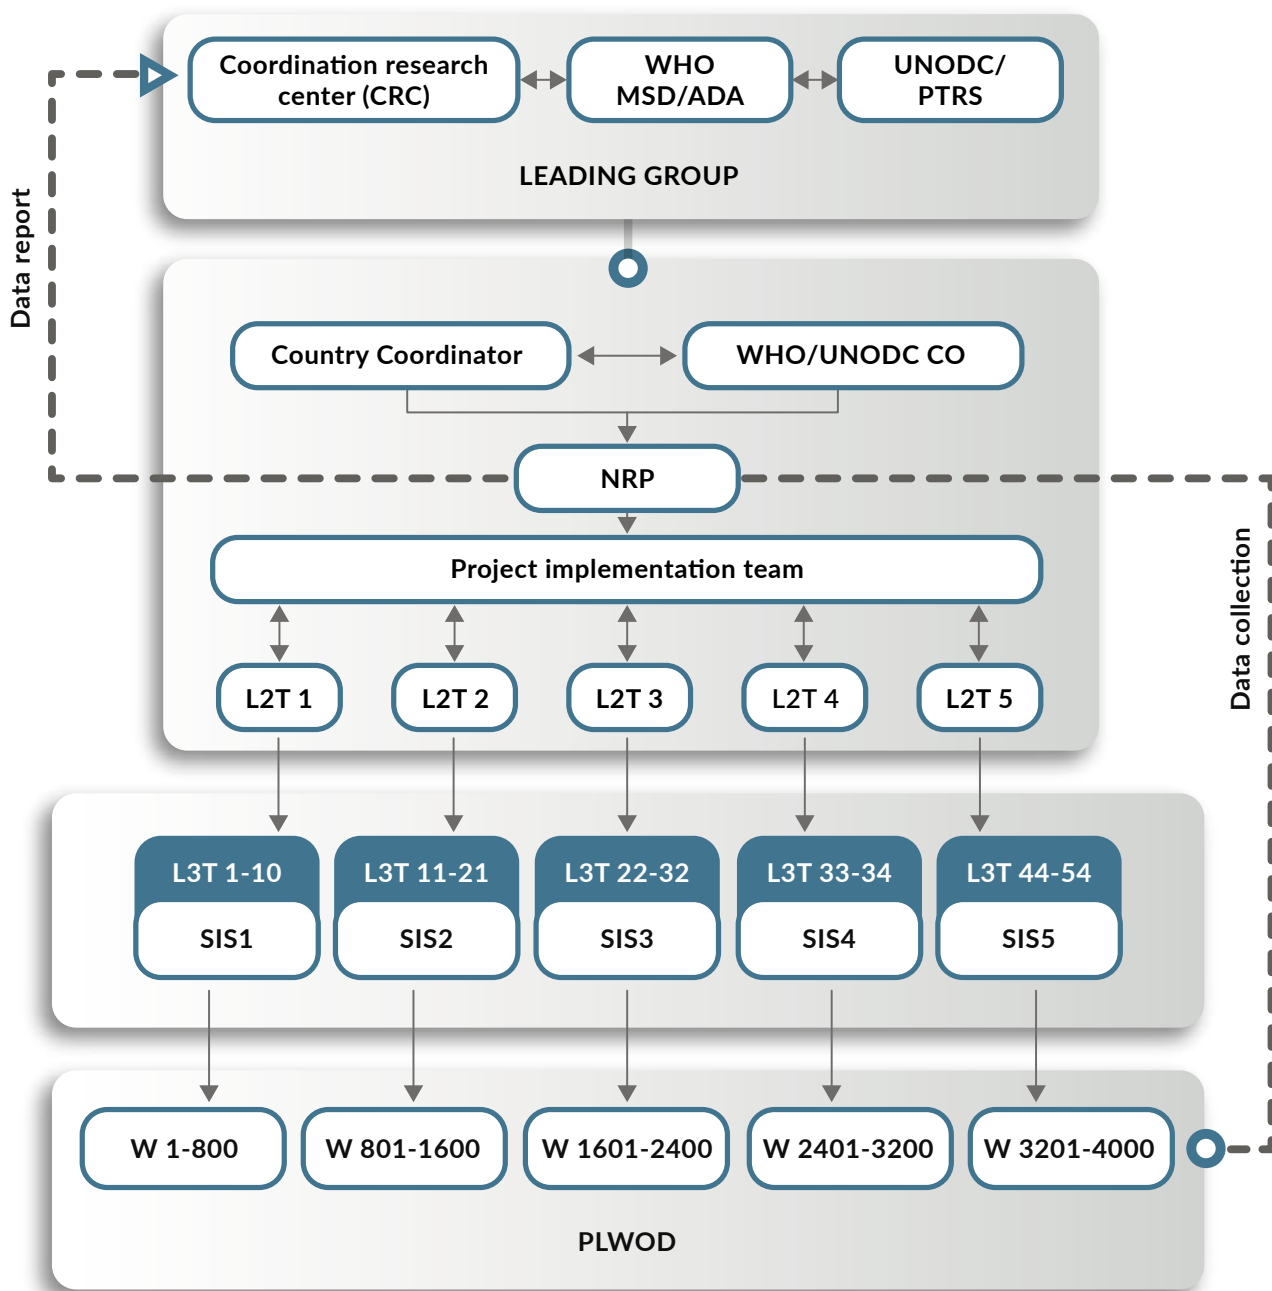 Coordination research
center (CRC)
WHO
MSD/ADA
UNODC/
PTRS
LEADING GROUP
Data report
Country Coordinator
WHO/UNODC CO
NRP
Project implementation team
Data collection
L2T 1
L2T 2
L2T 3
L2T 4
L2T 5
L3T 1-10
L3T 11-21
L3T 22-32
L3T 33-34
L3T 44-54
SIS1
SIS2
SIS3
SIS4
SIS5
W 1-800
W 801-1600
W 1601-2400
W 2401-3200
W 3201-4000
PLWOD